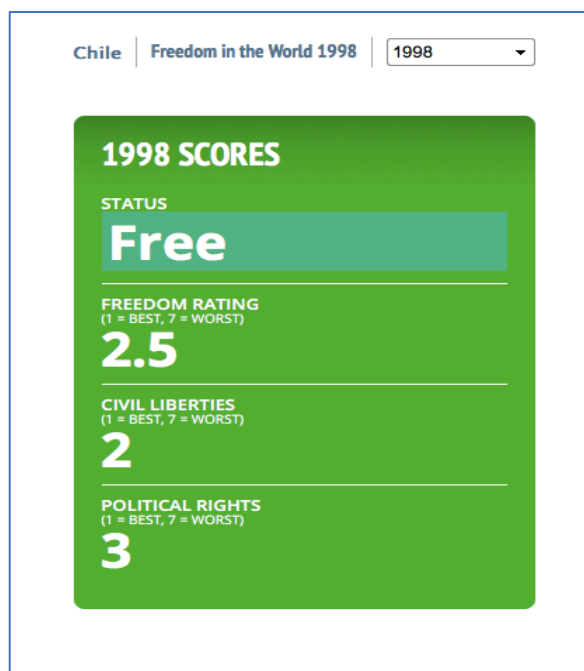 Chile Freedom in the World 1998 1998
1998 SCORES
STATUS
Free
FREEDOM RATING
(1 = BEST, 7 = WORST)
2.5
CIVIL LIBERTIES
(1 = BEST, 7 = WORST)
2
POLITICAL RIGHTS
(1 = BEST, 7 = WORST)
3